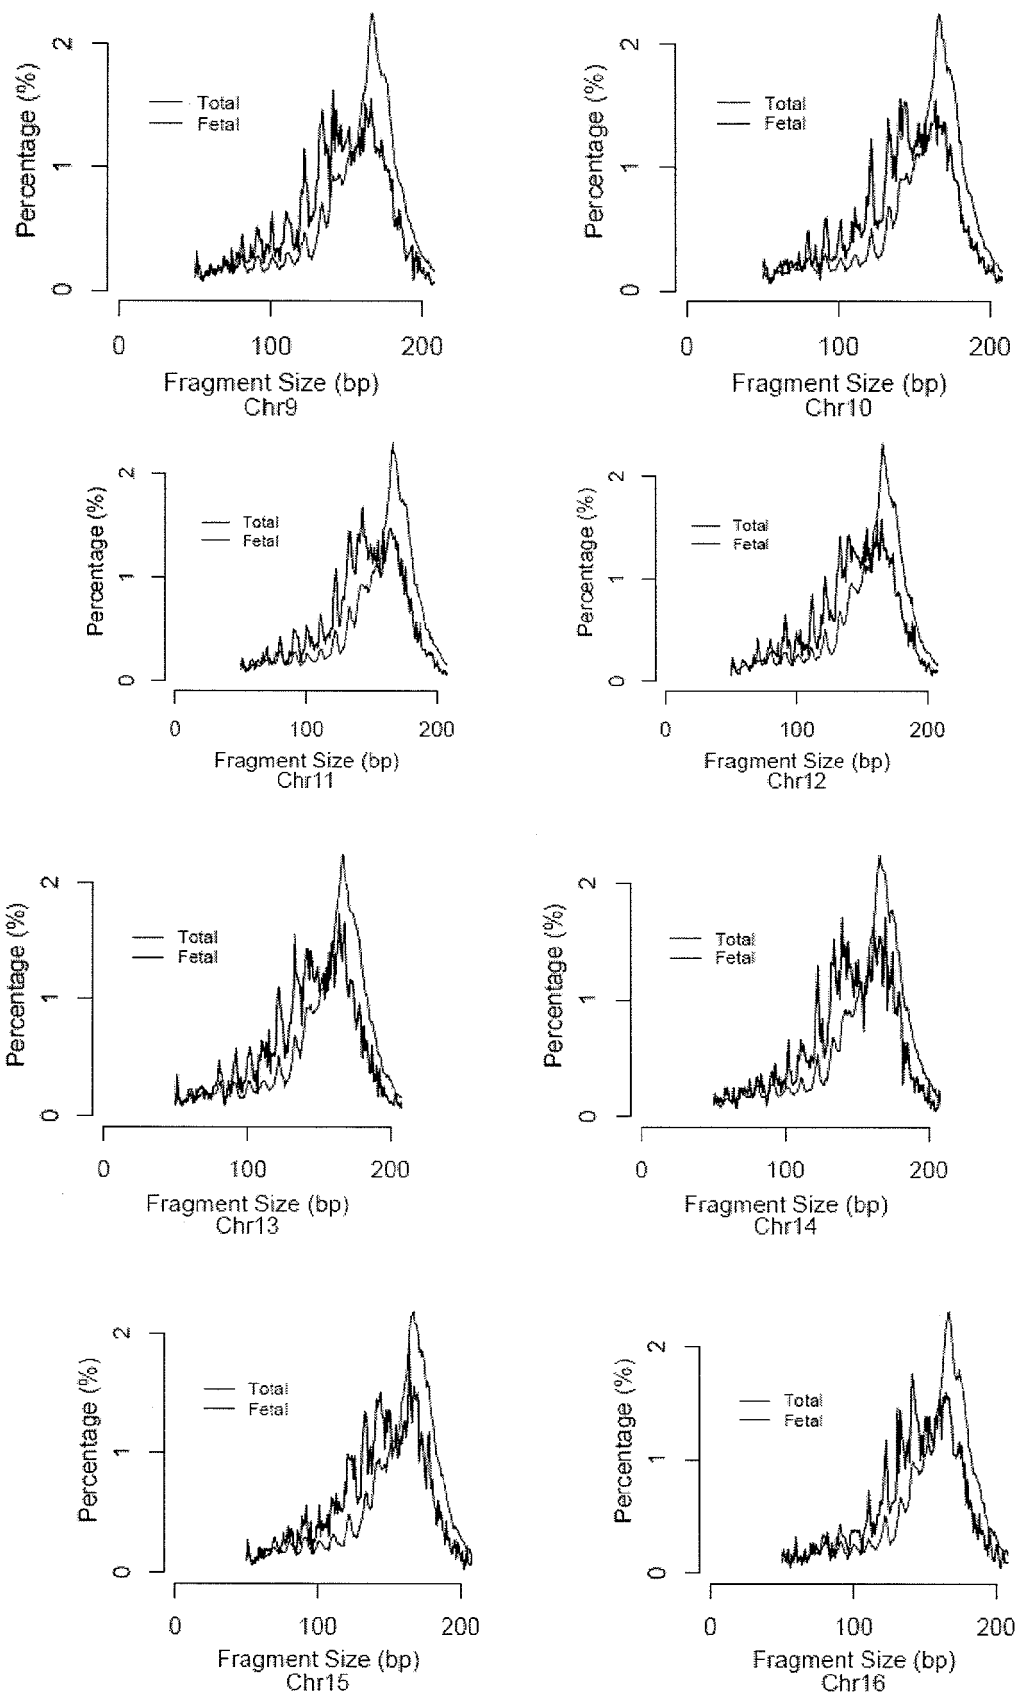 Percentage (%)
2
1
0
Total
Fetal
0 100 200
Fragment Size (bp)
Chr9
Percentage (%)
2
1
0
Total
Fetal
0 100 200
Fragment Size (bp)
Chr10
Percentage (%)
2
1
0
Total
Fetal
0 100 200
Fragment Size (bp)
Chr11
Percentage (%)
2
1
0
Total
Fetal
0 100 200
Fragment Size (bp)
Chr12
Percentage (%)
2
1
0
Total
Fetal
0 100 200
Fragment Size (bp)
Chr13
Percentage (%)
2
1
0
Total
Fetal
0 100 200
Fragment Size (bp)
Chr14
Percentage (%)
2
1
0
Total
Fetal
0 100 200
Fragment Size (bp)
Chr15
Percentage (%)
2
1
0
Total
Fetal
0 100 200
Fragment Size (bp)
Chr16